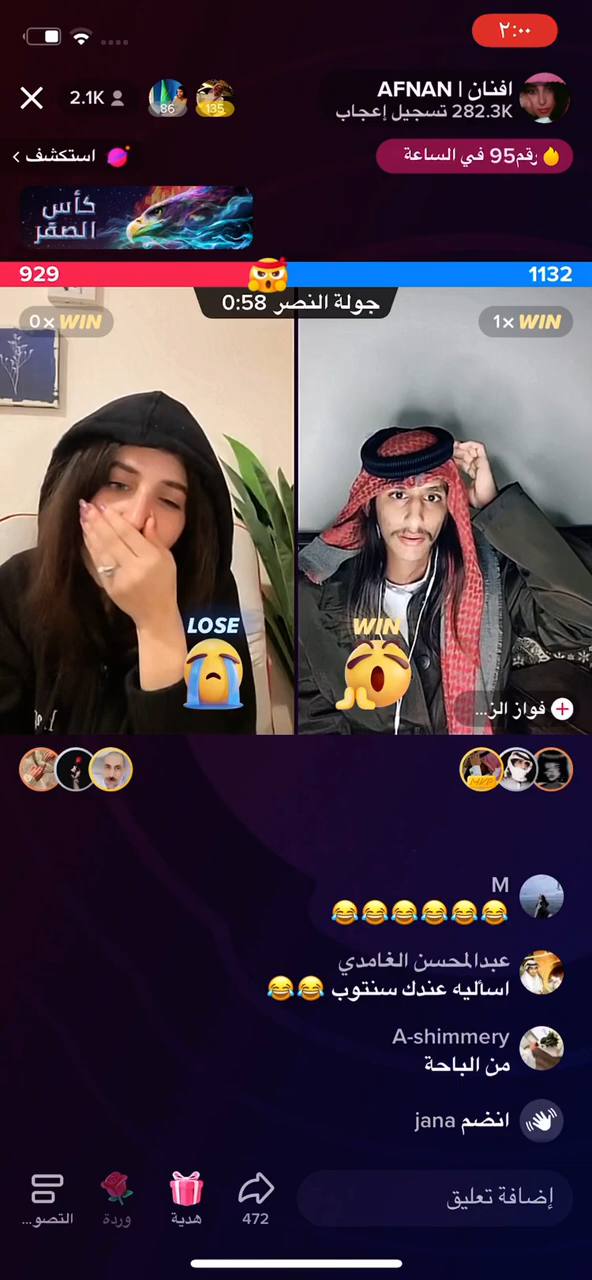 ٢:٠٠
افنان | AFNAN
282.3K تسجيل إعجاب
2.1K
86
135
رقم95 في الساعة
استكشف
كأس
الصقر
929
1132
جولة النصر 0:58
0x WIN
1x WIN
LOSE
WIN
فواز الز...
M
😂😂😂😂😂😂
عبدالمحسن الغامدي
اسأليه عندك سنتوب 😂😂
A-shimmery
من الباحة
jana انضم
إضافة تعليق
472
هدية
وردة
التصو...